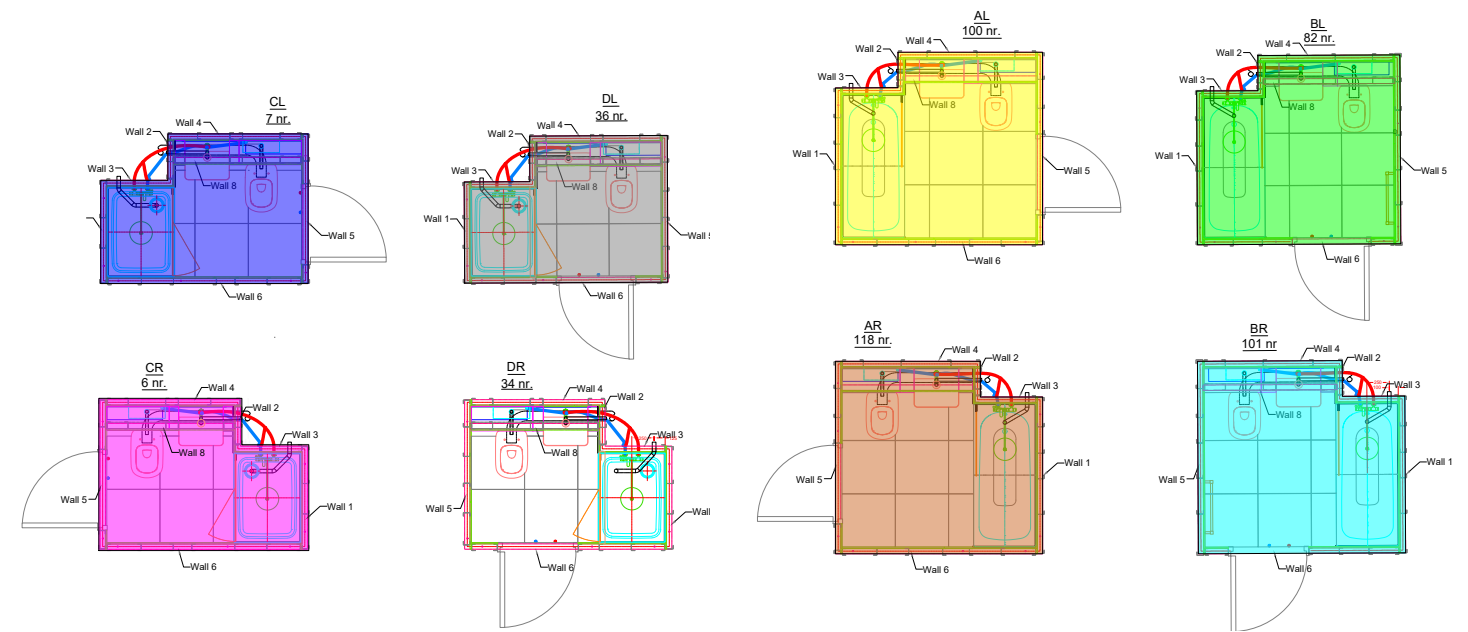 CL
7 nr.
Wall 2
Wall 4
Wall 3
Wall 8
Wall 5
Wall 6
DL
36 nr.
Wall 2
Wall 4
Wall 3
Wall 8
Wall 1
Wall 5
Wall 6
AL
100 nr.
Wall 4
Wall 2
Wall 3
Wall 8
Wall 1
Wall 5
Wall 6
BL
82 nr.
Wall 4
Wall 2
Wall 3
Wall 8
Wall 1
Wall 5
Wall 6
CR
6 nr.
Wall 4
Wall 2
Wall 3
Wall 8
Wall 5
Wall 1
Wall 6
DR
34 nr.
Wall 4
Wall 2
Wall 3
Wall 8
Wall 5
Wall
Wall 6
AR
118 nr.
Wall 4
Wall 2
Wall 3
Wall 8
Wall 5
Wall 1
Wall 6
BR
101 nr
Wall 4
Wall 2
Wall 3
Wall 8
Wall 5
Wall 1
Wall 6